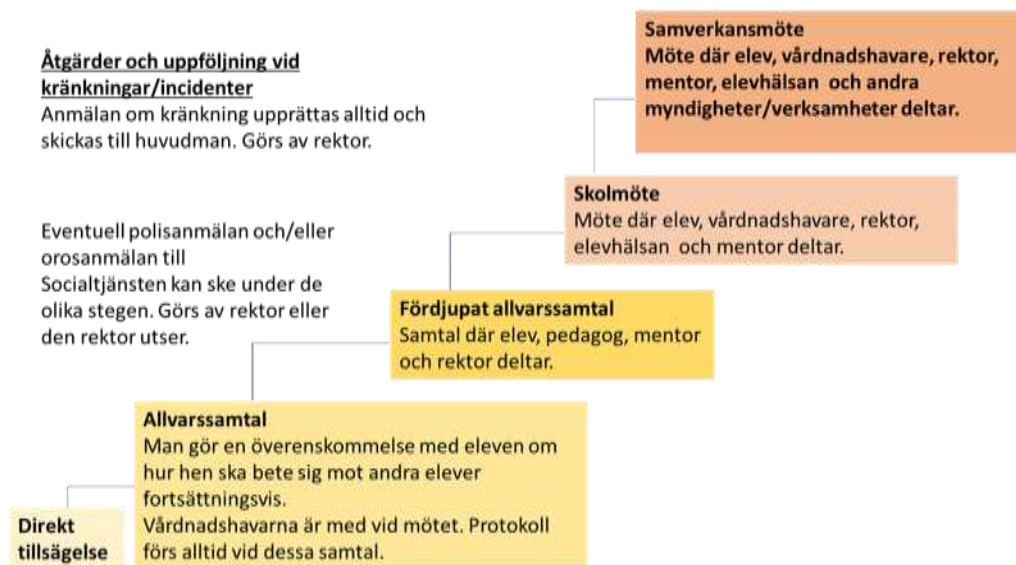 Åtgärder och uppföljning vid
kränkningar/incidenter
Anmälan om kränkning upprättas alltid och
skickas till huvudman. Görs av rektor.
Eventuell polisanmälan och/eller
orosanmälan till
Socialtjänsten kan ske under de
olika stegen. Görs av rektor eller
den rektor utser.
Samverkansmöte
Möte där elev, vårdnadshavare, rektor,
mentor, elevhälsan och andra
myndigheter/verksamheter deltar.
Skolmöte
Möte där elev, vårdnadshavare, rektor,
elevhälsan och mentor deltar.
Fördjupat allvarssamtal
Samtal där elev, pedagog, mentor
och rektor deltar.
Allvarssamtal
Man gör en överenskommelse med eleven om
hur hen ska bete sig mot andra elever
fortsättningsvis.
Vårdnadshavarna är med vid mötet. Protokoll
förs alltid vid dessa samtal.
Direkt
tillsägelse